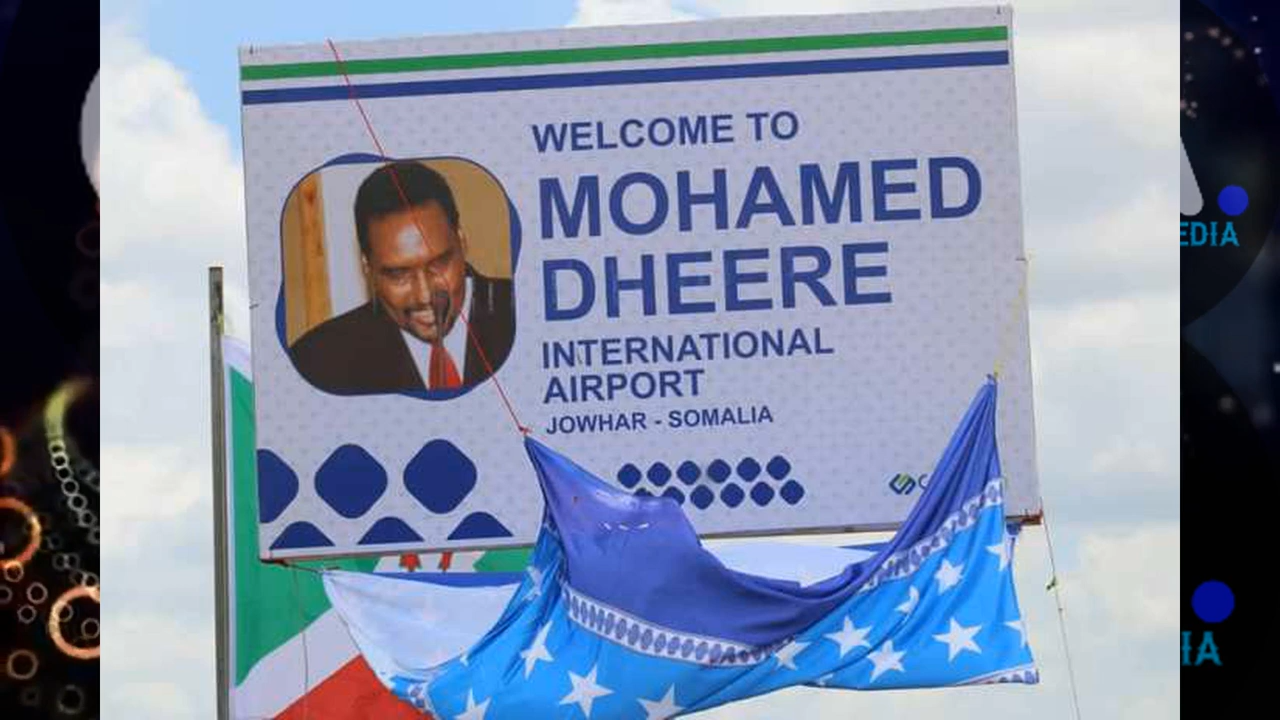 WELCOME TO
MOHAMED
DHEERE
INTERNATIONAL
AIRPORT
JOWHAR - SOMALIA